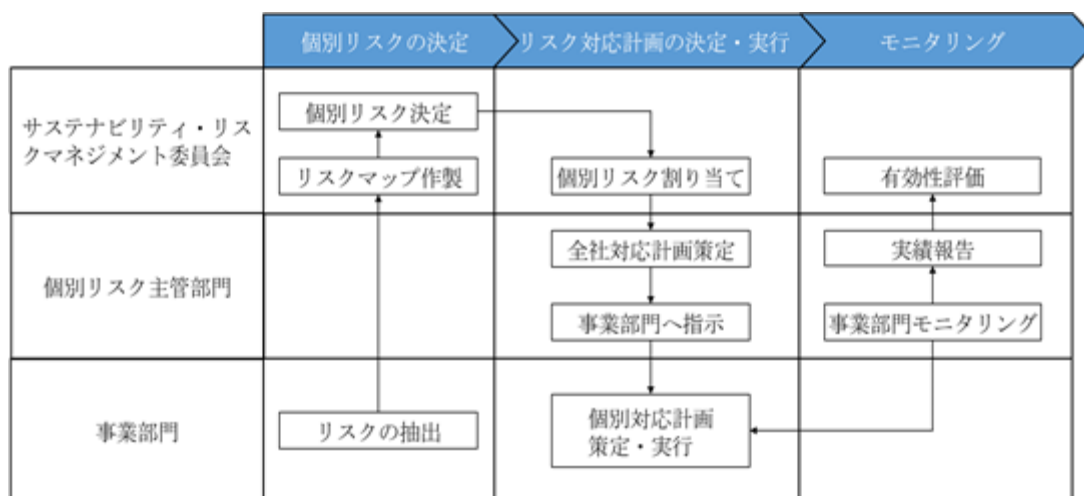 個別リスクの決定
リスク対応計画の決定・実行
モニタリング
サステナビリティ・リス
クマネジメント委員会
個別リスク決定
リスクマップ作製
個別リスク割り当て
有効性評価
個別リスク主管部門
全社対応計画策定
事業部門へ指示
実績報告
事業部門モニタリング
事業部門
リスクの抽出
個別対応計画
策定・実行